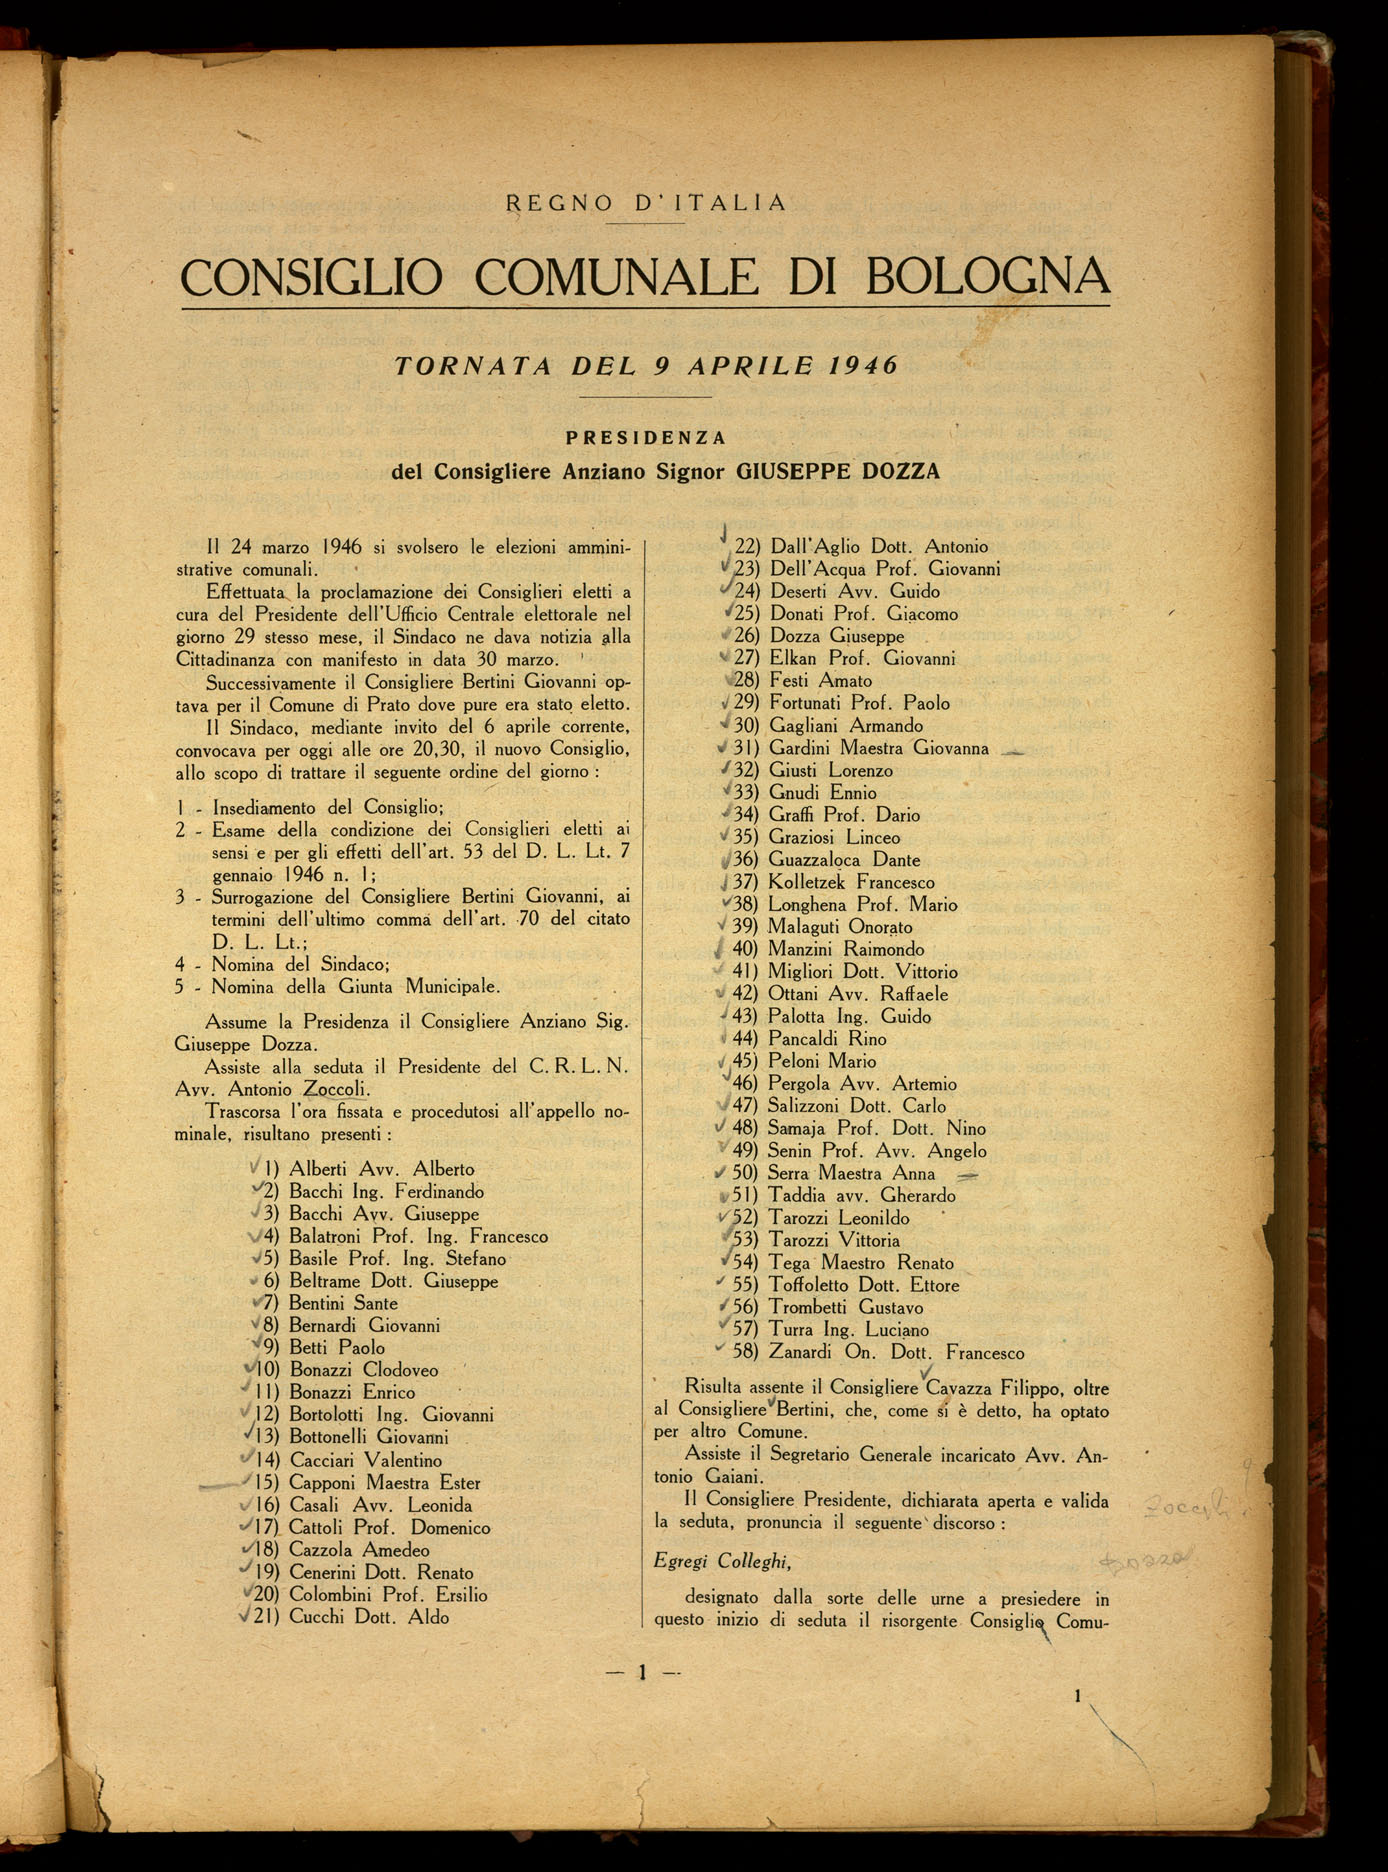 REGNO D'ITALIA
CONSIGLIO COMUNALE DI BOLOGNA
TORNATA DEL 9 APRILE 1946
PRESIDENZA
del Consigliere Anziano Signor GIUSEPPE DOZZA
Il 24 marzo 1946 si svolsero le elezioni ammini-
strative comunali.
Effettuata la proclamazione dei Consiglieri eletti a
cura del Presidente dell'Ufficio Centrale elettorale nel
giorno 29 stesso mese, il Sindaco ne dava notizia alla
Cittadinanza con manifesto in data 30 marzo.
Successivamente il Consigliere Bertini Giovanni op-
tava per il Comune di Prato dove pure era stato eletto.
Il Sindaco, mediante invito del 6 aprile corrente,
convocava per oggi alle ore 20,30, il nuovo Consiglio,
allo scopo di trattare il seguente ordine del giorno :
1 - Insediamento del Consiglio;
2 - Esame della condizione dei Consiglieri eletti ai
sensi e per gli effetti dell'art. 53 del D. L. Lt. 7
gennaio 1946 n. 1;
3 - Surrogazione del Consigliere Bertini Giovanni, ai
termini dell'ultimo comma dell'art. 70 del citato
D. L. Lt.;
4 - Nomina del Sindaco;
5 - Nomina della Giunta Municipale.
Assume la Presidenza il Consigliere Anziano Sig.
Giuseppe Dozza.
Assiste alla seduta il Presidente del C. R. L. N.
Avv. Antonio Zoccoli.
Trascorsa l'ora fissata e procedutosi all'appello no-
minale, risultano presenti :
1) Alberti Avv. Alberto
2) Bacchi Ing. Ferdinando
3) Bacchi Avv. Giuseppe
4) Balatroni Prof. Ing. Francesco
5) Basile Prof. Ing. Stefano
6) Beltrame Dott. Giuseppe
7) Bentini Sante
8) Bernardi Giovanni
9) Betti Paolo
10) Bonazzi Clodoveo
11) Bonazzi Enrico
12) Bortolotti Ing. Giovanni
13) Bottonelli Giovanni
14) Cacciari Valentino
15) Capponi Maestra Ester
16) Casali Avv. Leonida
17) Cattoli Prof. Domenico
18) Cazzola Amedeo
19) Cenerini Dott. Renato
20) Colombini Prof. Ersilio
21) Cucchi Dott. Aldo
22) Dall'Aglio Dott. Antonio
23) Dell'Acqua Prof. Giovanni
24) Deserti Avv. Guido
25) Donati Prof. Giacomo
26) Dozza Giuseppe
27) Elkan Prof. Giovanni
28) Festi Amato
29) Fortunati Prof. Paolo
30) Gagliani Armando
31) Gardini Maestra Giovanna
32) Giusti Lorenzo
33) Gnudi Ennio
34) Graffi Prof. Dario
35) Graziosi Linceo
36) Guazzaloca Dante
37) Kolletzek Francesco
38) Longhena Prof. Mario
39) Malaguti Onorato
40) Manzini Raimondo
41) Migliori Dott. Vittorio
42) Ottani Avv. Raffaele
43) Palotta Ing. Guido
44) Pancaldi Rino
45) Peloni Mario
46) Pergola Avv. Artemio
47) Salizzoni Dott. Carlo
48) Samaja Prof. Dott. Nino
49) Senin Prof. Avv. Angelo
50) Serra Maestra Anna
51) Taddia avv. Gherardo
52) Tarozzi Leonildo
53) Tarozzi Vittoria
54) Tega Maestro Renato
55) Toffoletto Dott. Ettore
56) Trombetti Gustavo
57) Turra Ing. Luciano
58) Zanardi On. Dott. Francesco
Risulta assente il Consigliere Cavazza Filippo, oltre
al Consigliere Bertini, che, come si è detto, ha optato
per altro Comune.
Assiste il Segretario Generale incaricato Avv. An-
tonio Gaiani.
Il Consigliere Presidente, dichiarata aperta e valida
la seduta, pronuncia il seguente discorso :
Egregi Colleghi,
designato dalla sorte delle urne a presiedere in
questo inizio di seduta il risorgente Consiglio Comu-
Dozza
— 1 —
1